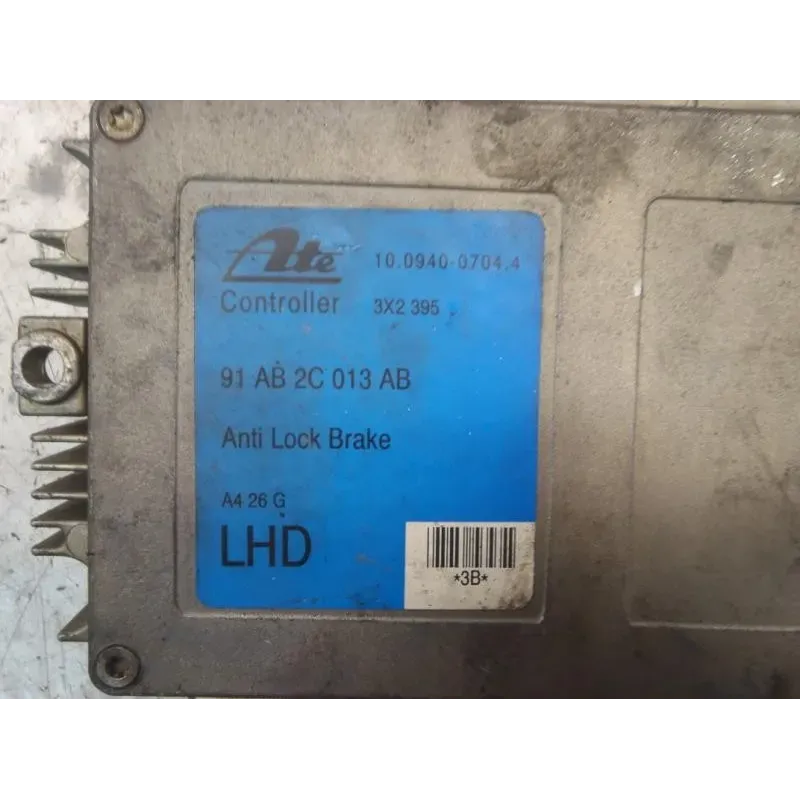 Ate 10.0940-0704.4
Controller 3X2 395
91 AB 2C 013 AB
Anti Lock Brake
A4 26 G
LHD
*3B*